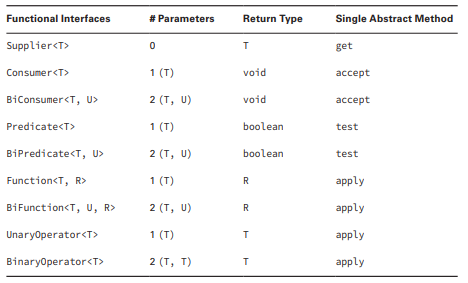 Functional Interfaces # Parameters Return Type Single Abstract Method
Supplier<T> 0 T get
Consumer<T> 1 (T) void accept
BiConsumer<T, U> 2 (T, U) void accept
Predicate<T> 1 (T) boolean test
BiPredicate<T, U> 2 (T, U) boolean test
Function<T, R> 1 (T) R apply
BiFunction<T, U, R> 2 (T, U) R apply
UnaryOperator<T> 1 (T) T apply
BinaryOperator<T> 2 (T, T) T apply